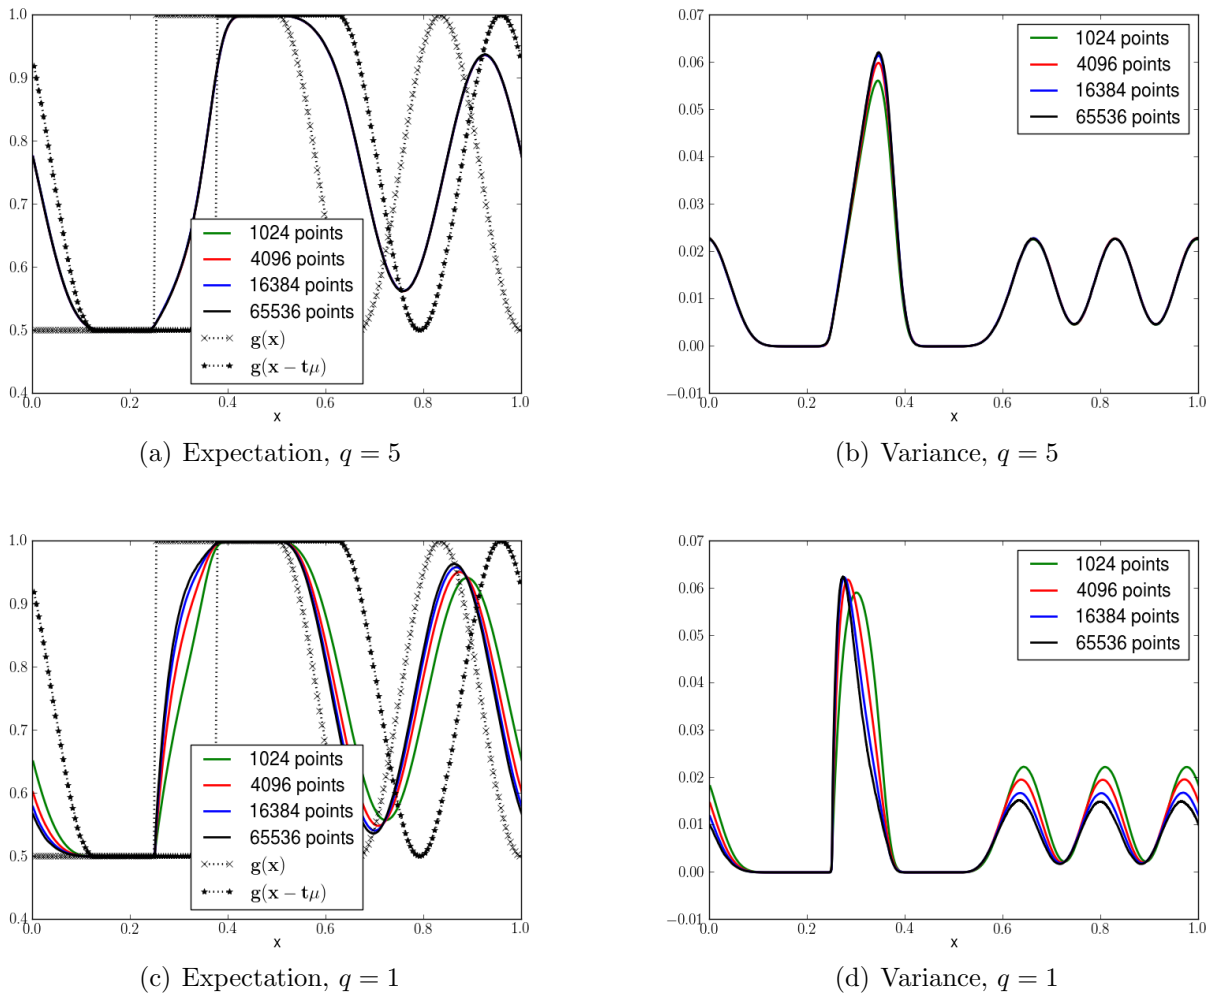 1.0
0.9
0.8
0.7
0.6
0.5
0.4
0.0 0.2 0.4 0.6 0.8 1.0
x
1024 points
4096 points
16384 points
65536 points
g(x)
g(x − tμ)
(a) Expectation, q = 5
0.07
0.06
0.05
0.04
0.03
0.02
0.01
0.00
−0.01
0.0 0.2 0.4 0.6 0.8 1.0
x
1024 points
4096 points
16384 points
65536 points
(b) Variance, q = 5
1.0
0.9
0.8
0.7
0.6
0.5
0.4
0.0 0.2 0.4 0.6 0.8 1.0
x
1024 points
4096 points
16384 points
65536 points
g(x)
g(x − tμ)
(c) Expectation, q = 1
0.07
0.06
0.05
0.04
0.03
0.02
0.01
0.00
−0.01
0.0 0.2 0.4 0.6 0.8 1.0
x
1024 points
4096 points
16384 points
65536 points
(d) Variance, q = 1